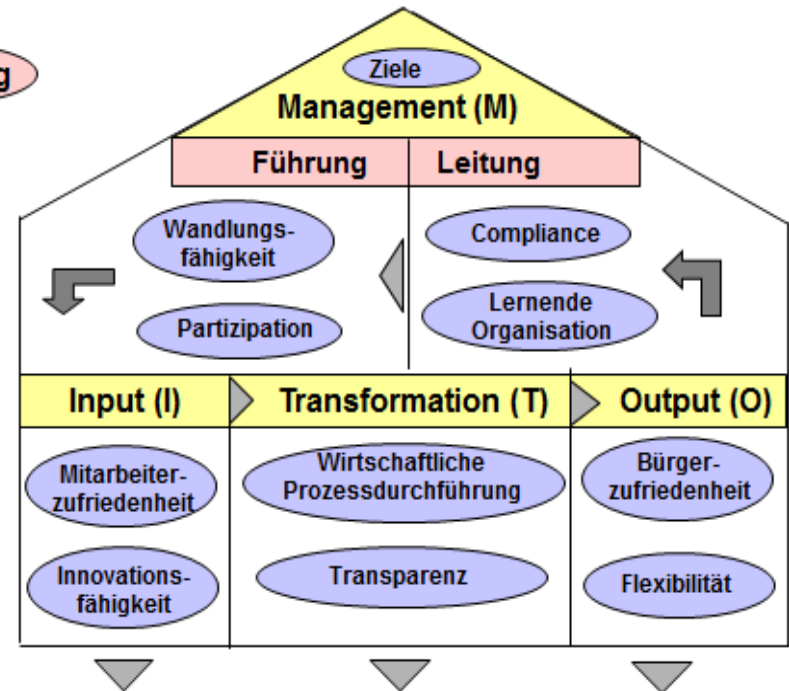 g
Ziele
Management (M)
Führung
Leitung
Wandlungs-
fähigkeit
Compliance
Partizipation
Lernende
Organisation
Input (I)
Transformation (T)
Output (O)
Mitarbeiter-
zufriedenheit
Wirtschaftliche
Prozessdurchführung
Bürger-
zufriedenheit
Innovations-
fähigkeit
Transparenz
Flexibilität